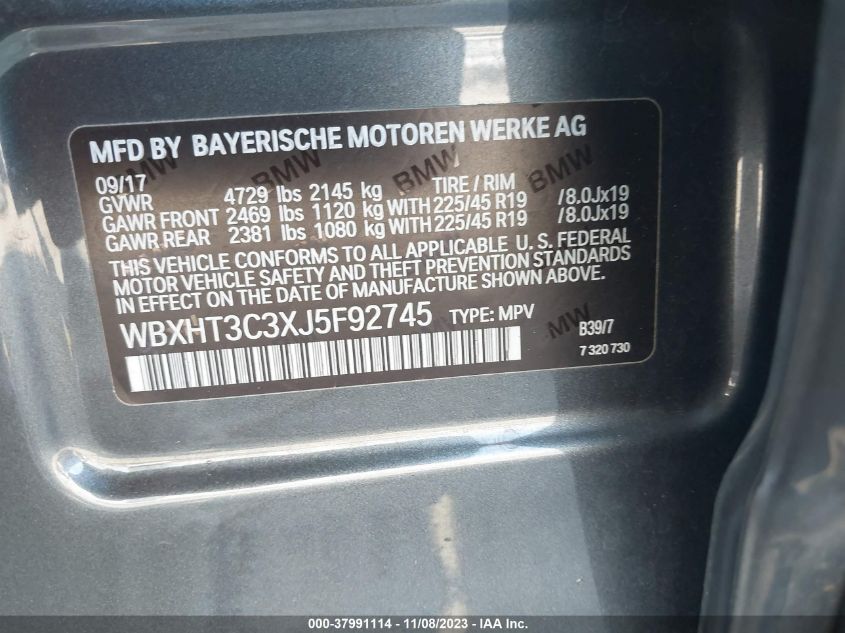 MFD BY BAYERISCHE MOTOREN WERKE AG
09/17 TIRE / RIM
GVWR 4729 lbs 2145 kg
GAWR FRONT 2469 lbs 1120 kg WITH 225/45 R19 /8.0Jx19
GAWR REAR 2381 lbs 1080 kg WITH 225/45 R19 /8.0Jx19
THIS VEHICLE CONFORMS TO ALL APPLICABLE U. S. FEDERAL
MOTOR VEHICLE SAFETY AND THEFT PREVENTION STANDARDS
IN EFFECT ON THE DATE OF MANUFACTURE SHOWN ABOVE.
WBXHT3C3XJ5F92745 TYPE: MPV
B39/7
7 320 730
BMW BMW BMW BMW
000-37991114 - 11/08/2023 - IAA Inc.